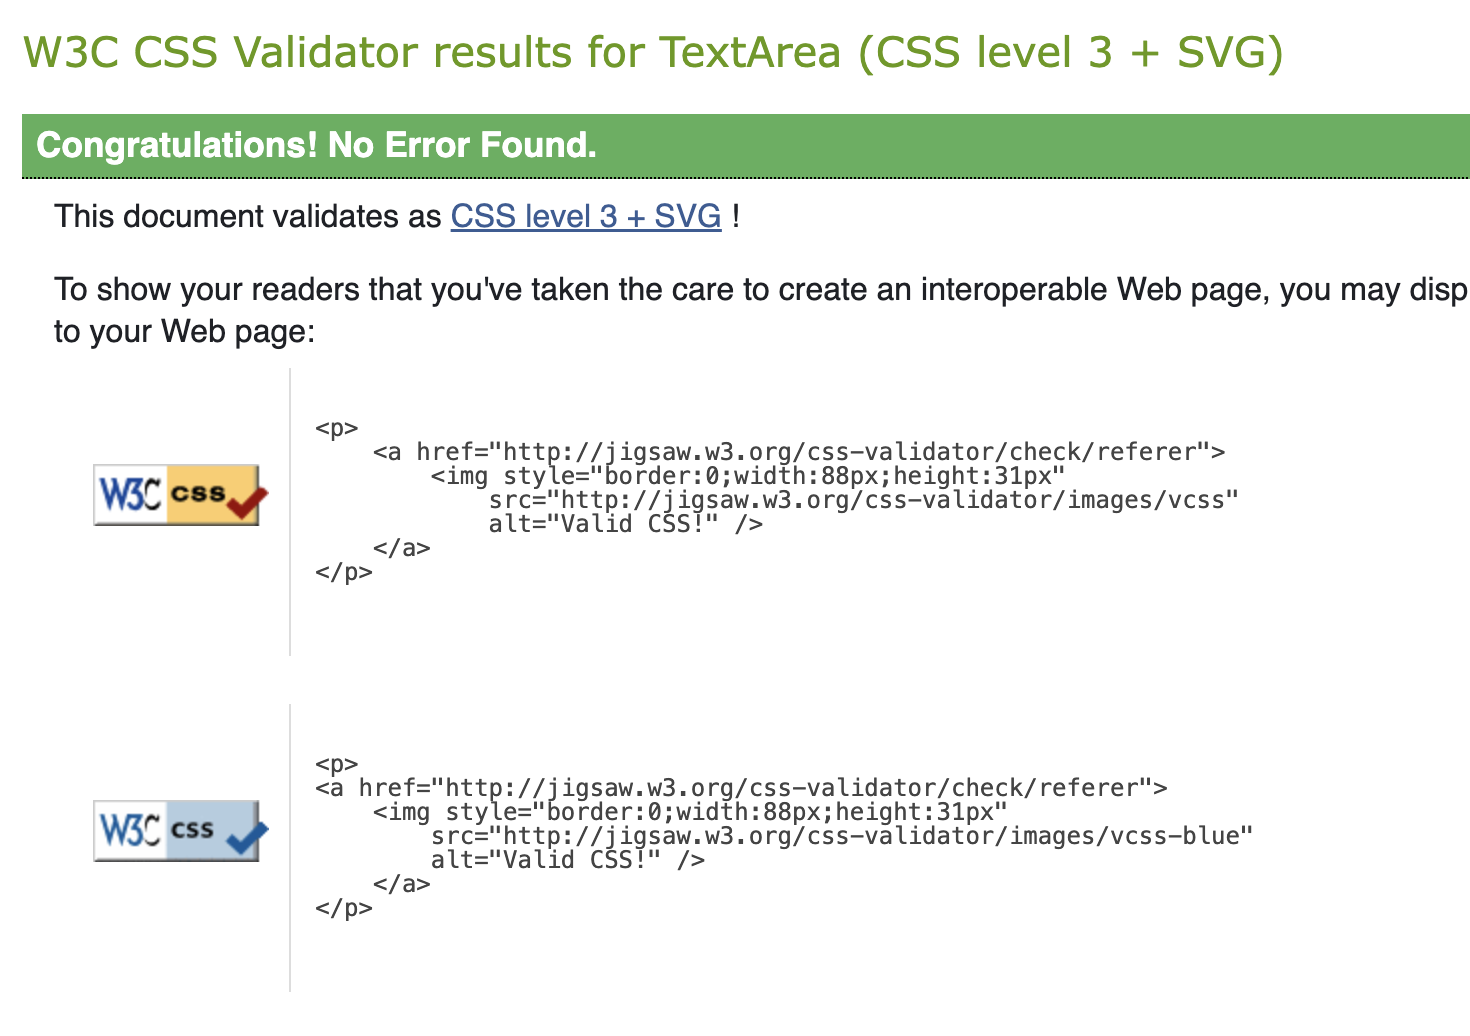 W3C CSS Validator results for TextArea (CSS level 3 + SVG)
Congratulations! No Error Found.
This document validates as CSS level 3 + SVG !
To show your readers that you've taken the care to create an interoperable Web page, you may disp
to your Web page:
W3C css
<p>
    <a href="http://jigsaw.w3.org/css-validator/check/referer">
        <img style="border:0;width:88px;height:31px"
            src="http://jigsaw.w3.org/css-validator/images/vcss"
            alt="Valid CSS!" />
    </a>
</p>
W3C css
<p>
<a href="http://jigsaw.w3.org/css-validator/check/referer">
    <img style="border:0;width:88px;height:31px"
        src="http://jigsaw.w3.org/css-validator/images/vcss-blue"
        alt="Valid CSS!" />
    </a>
</p>